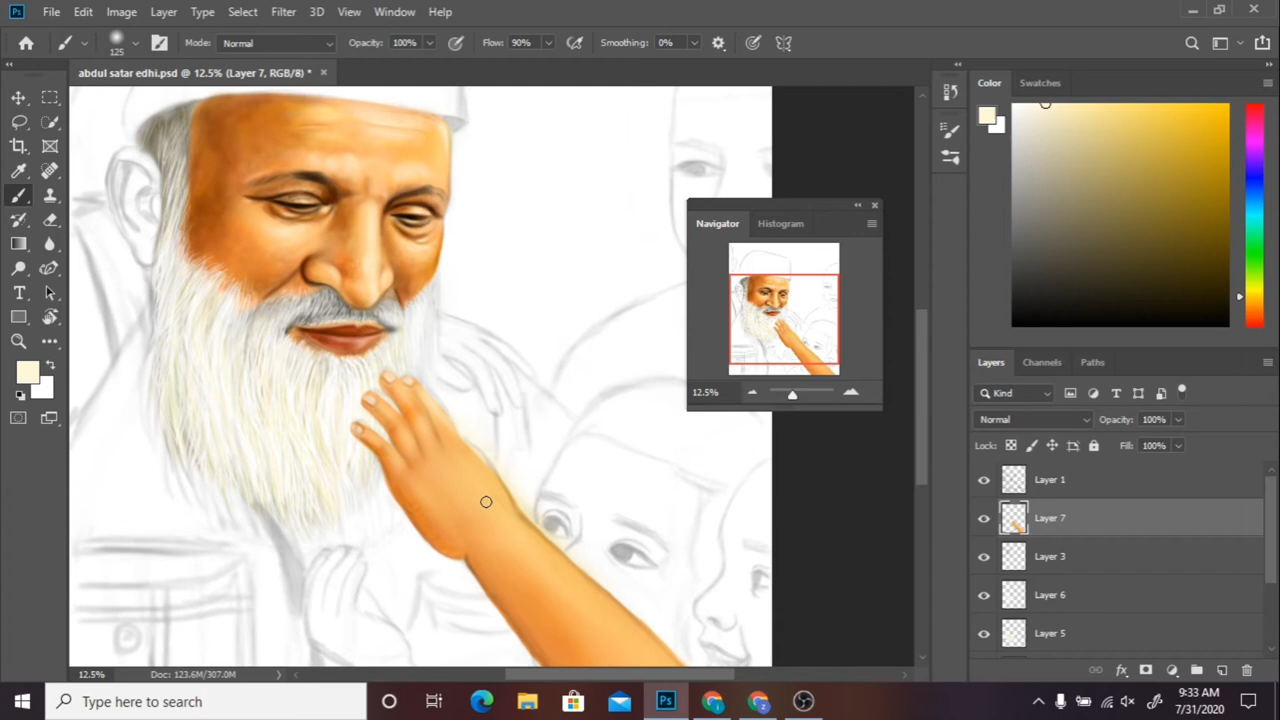 Ps File Edit Image Layer Type Select Filter 3D View Window Help
125 Mode: Normal Opacity: 100% Flow: 90% Smoothing: 0%
abdul satar edhi.psd @ 12.5% (Layer 7, RGB/8) *
Color Swatches
Navigator Histogram
12.5%
Layers Channels Paths
Kind
Normal Opacity: 100%
Lock: Fill: 100%
Layer 1
Layer 7
Layer 3
Layer 6
Layer 5
12.5% Doc: 123.6M/307.0M
Type here to search
Ps
9:33 AM
7/31/2020